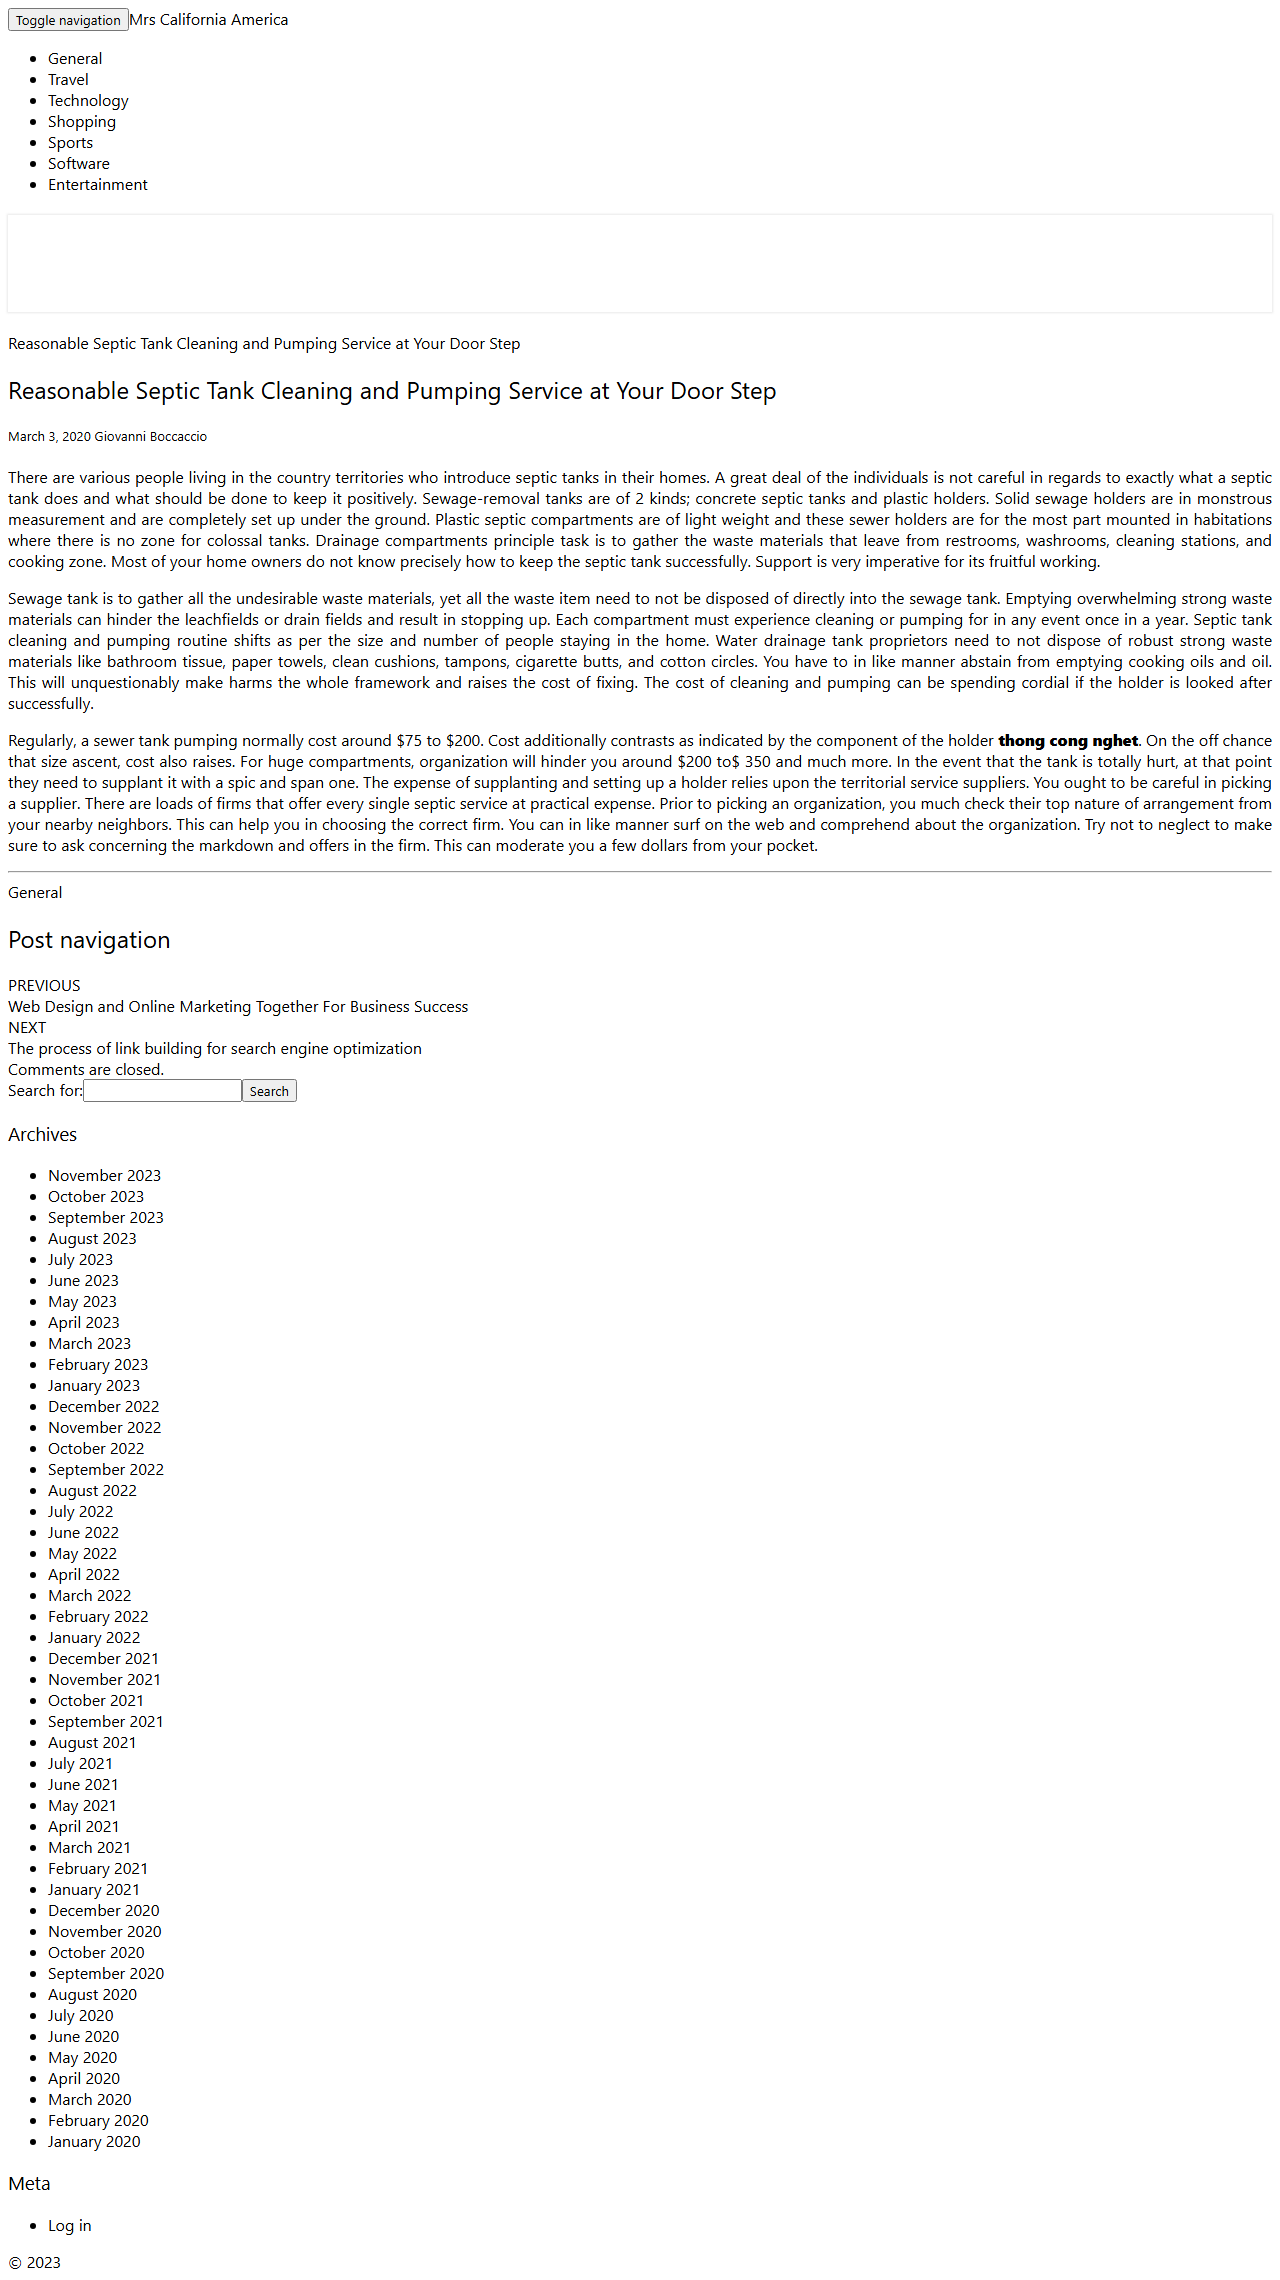 Toggle navigation Mrs California America
General
Travel
Technology
Shopping
Sports
Software
Entertainment
Reasonable Septic Tank Cleaning and Pumping Service at Your Door Step
Reasonable Septic Tank Cleaning and Pumping Service at Your Door Step
March 3, 2020 Giovanni Boccaccio
There are various people living in the country territories who introduce septic tanks in their homes. A great deal of the individuals is not careful in regards to exactly what a septic
tank does and what should be done to keep it positively. Sewage-removal tanks are of 2 kinds; concrete septic tanks and plastic holders. Solid sewage holders are in monstrous
measurement and are completely set up under the ground. Plastic septic compartments are of light weight and these sewer holders are for the most part mounted in habitations
where there is no zone for colossal tanks. Drainage compartments principle task is to gather the waste materials that leave from restrooms, washrooms, cleaning stations, and
cooking zone. Most of your home owners do not know precisely how to keep the septic tank successfully. Support is very imperative for its fruitful working.
Sewage tank is to gather all the undesirable waste materials, yet all the waste item need to not be disposed of directly into the sewage tank. Emptying overwhelming strong waste
materials can hinder the leachfields or drain fields and result in stopping up. Each compartment must experience cleaning or pumping for in any event once in a year. Septic tank
cleaning and pumping routine shifts as per the size and number of people staying in the home. Water drainage tank proprietors need to not dispose of robust strong waste
materials like bathroom tissue, paper towels, clean cushions, tampons, cigarette butts, and cotton circles. You have to in like manner abstain from emptying cooking oils and oil.
This will unquestionably make harms the whole framework and raises the cost of fixing. The cost of cleaning and pumping can be spending cordial if the holder is looked after
successfully.
Regularly, a sewer tank pumping normally cost around $75 to $200. Cost additionally contrasts as indicated by the component of the holder thong cong nghet. On the off chance
that size ascent, cost also raises. For huge compartments, organization will hinder you around $200 to$ 350 and much more. In the event that the tank is totally hurt, at that point
they need to supplant it with a spic and span one. The expense of supplanting and setting up a holder relies upon the territorial service suppliers. You ought to be careful in picking
a supplier. There are loads of firms that offer every single septic service at practical expense. Prior to picking an organization, you much check their top nature of arrangement from
your nearby neighbors. This can help you in choosing the correct firm. You can in like manner surf on the web and comprehend about the organization. Try not to neglect to make
sure to ask concerning the markdown and offers in the firm. This can moderate you a few dollars from your pocket.
General
Post navigation
PREVIOUS
Web Design and Online Marketing Together For Business Success
NEXT
The process of link building for search engine optimization
Comments are closed.
Search for: Search
Archives
November 2023
October 2023
September 2023
August 2023
July 2023
June 2023
May 2023
April 2023
March 2023
February 2023
January 2023
December 2022
November 2022
October 2022
September 2022
August 2022
July 2022
June 2022
May 2022
April 2022
March 2022
February 2022
January 2022
December 2021
November 2021
October 2021
September 2021
August 2021
July 2021
June 2021
May 2021
April 2021
March 2021
February 2021
January 2021
December 2020
November 2020
October 2020
September 2020
August 2020
July 2020
June 2020
May 2020
April 2020
March 2020
February 2020
January 2020
Meta
Log in
© 2023